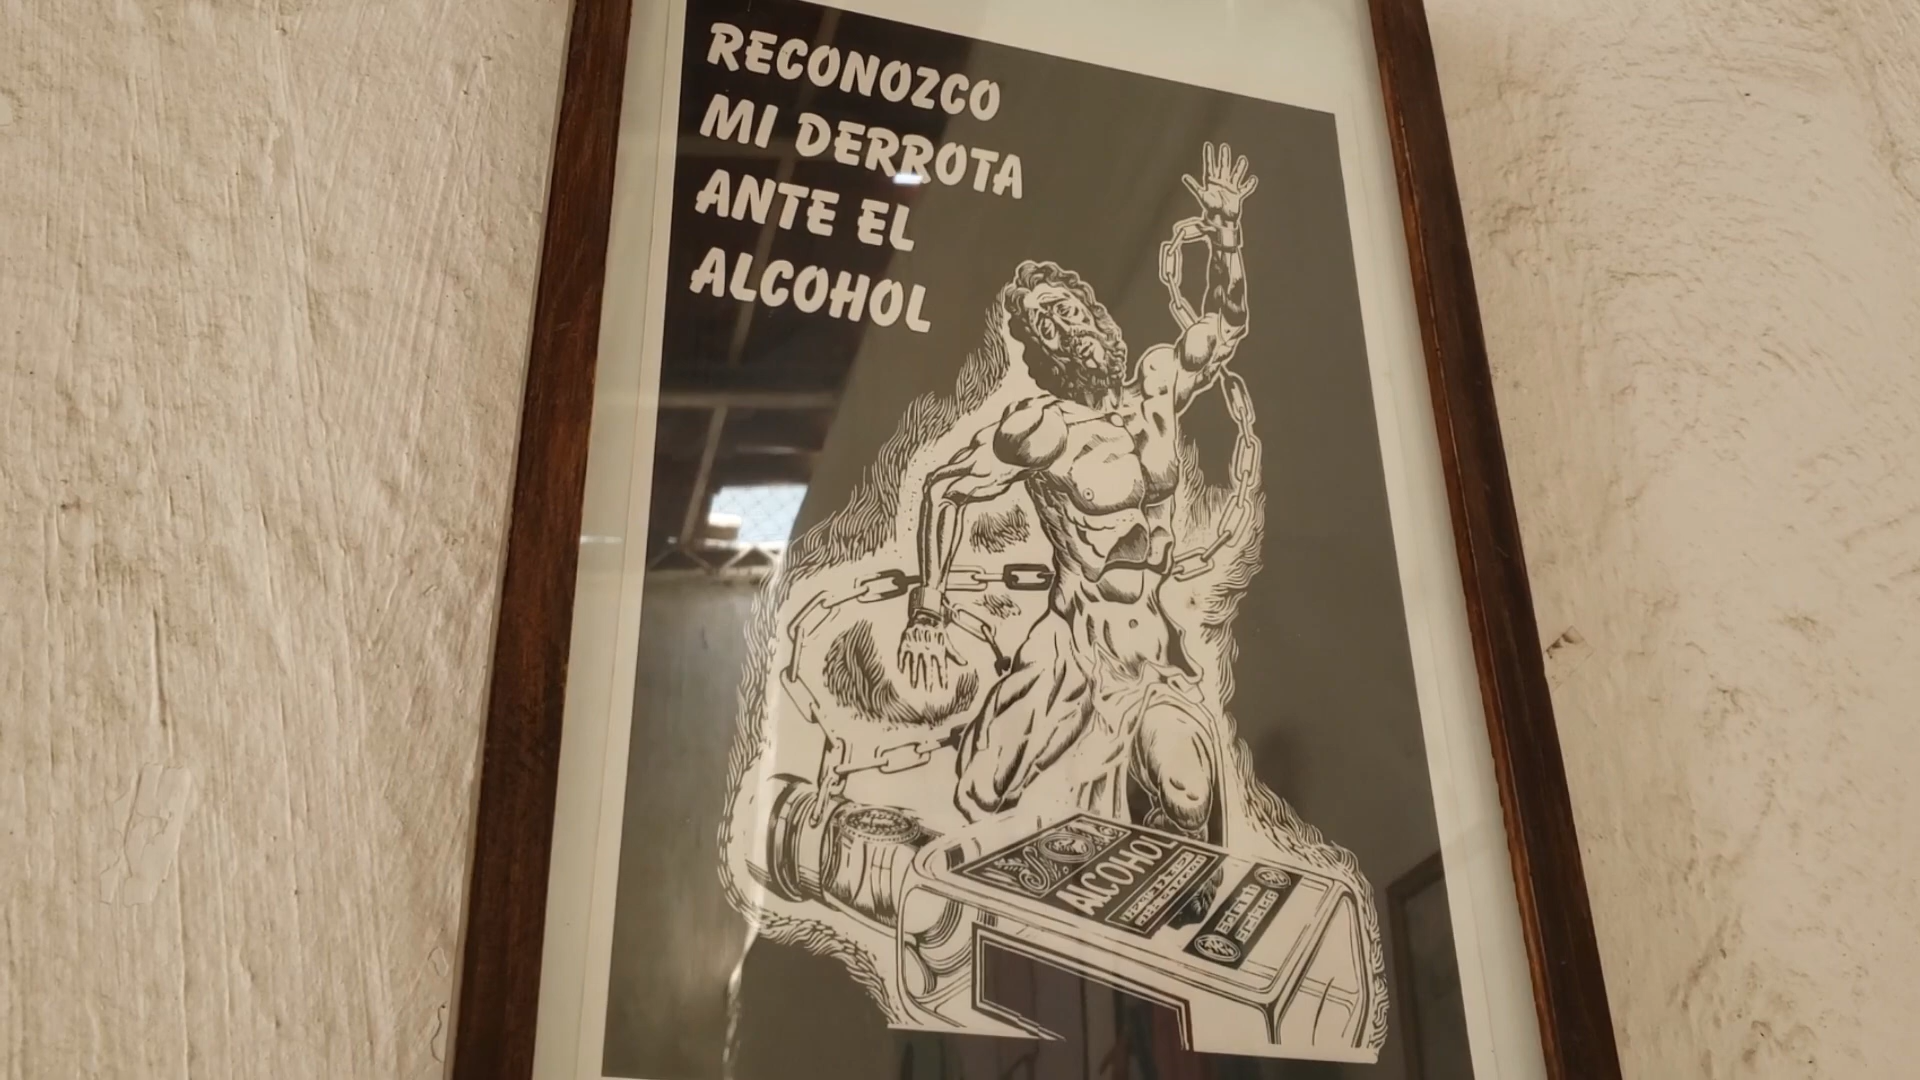 RECONOZCO
MI DERROTA
ANTE EL
ALCOHOL
ALCOHOL